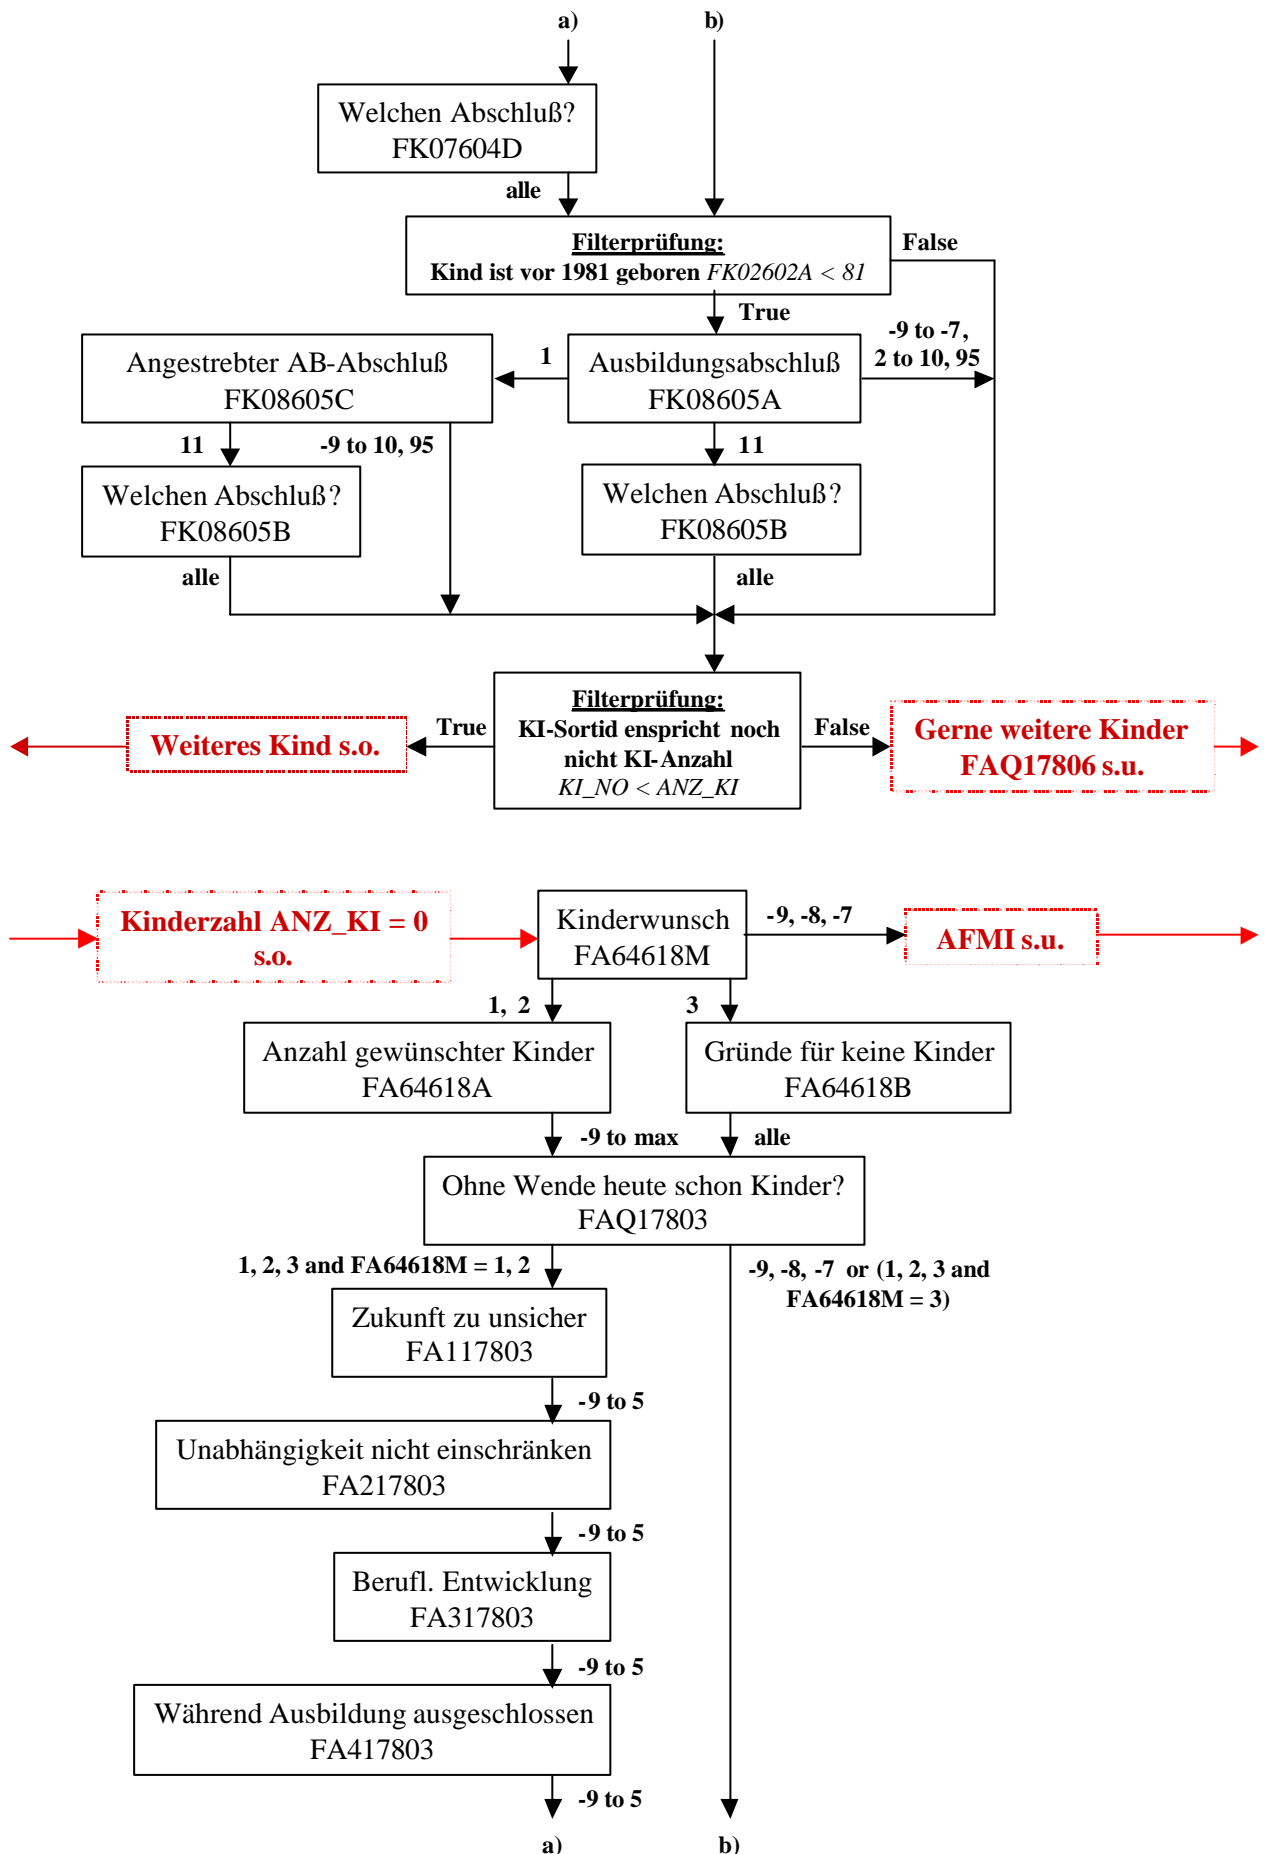 a)
b)
Welchen Abschluß?
FK07604D
alle
Filterprüfung:
Kind ist vor 1981 geboren FK02602A < 81
False
True
Angestrebter AB-Abschluß
FK08605C
1
Ausbildungsabschluß
FK08605A
-9 to -7,
2 to 10, 95
11
-9 to 10, 95
11
Welchen Abschluß?
FK08605B
Welchen Abschluß?
FK08605B
alle
alle
Weiteres Kind s.o.
True
Filterprüfung:
KI-Sortid enspricht noch
nicht KI-Anzahl
KI_NO < ANZ_KI
False
Gerne weitere Kinder
FAQ17806 s.u.
Kinderzahl ANZ_KI = 0
s.o.
Kinderwunsch
FA64618M
-9, -8, -7
AFMI s.u.
1, 2
3
Anzahl gewünschter Kinder
FA64618A
Gründe für keine Kinder
FA64618B
-9 to max
alle
Ohne Wende heute schon Kinder?
FAQ17803
1, 2, 3 and FA64618M = 1, 2
-9, -8, -7 or (1, 2, 3 and
FA64618M = 3)
Zukunft zu unsicher
FA117803
-9 to 5
Unabhängigkeit nicht einschränken
FA217803
-9 to 5
Berufl. Entwicklung
FA317803
-9 to 5
Während Ausbildung ausgeschlossen
FA417803
-9 to 5
a)
b)